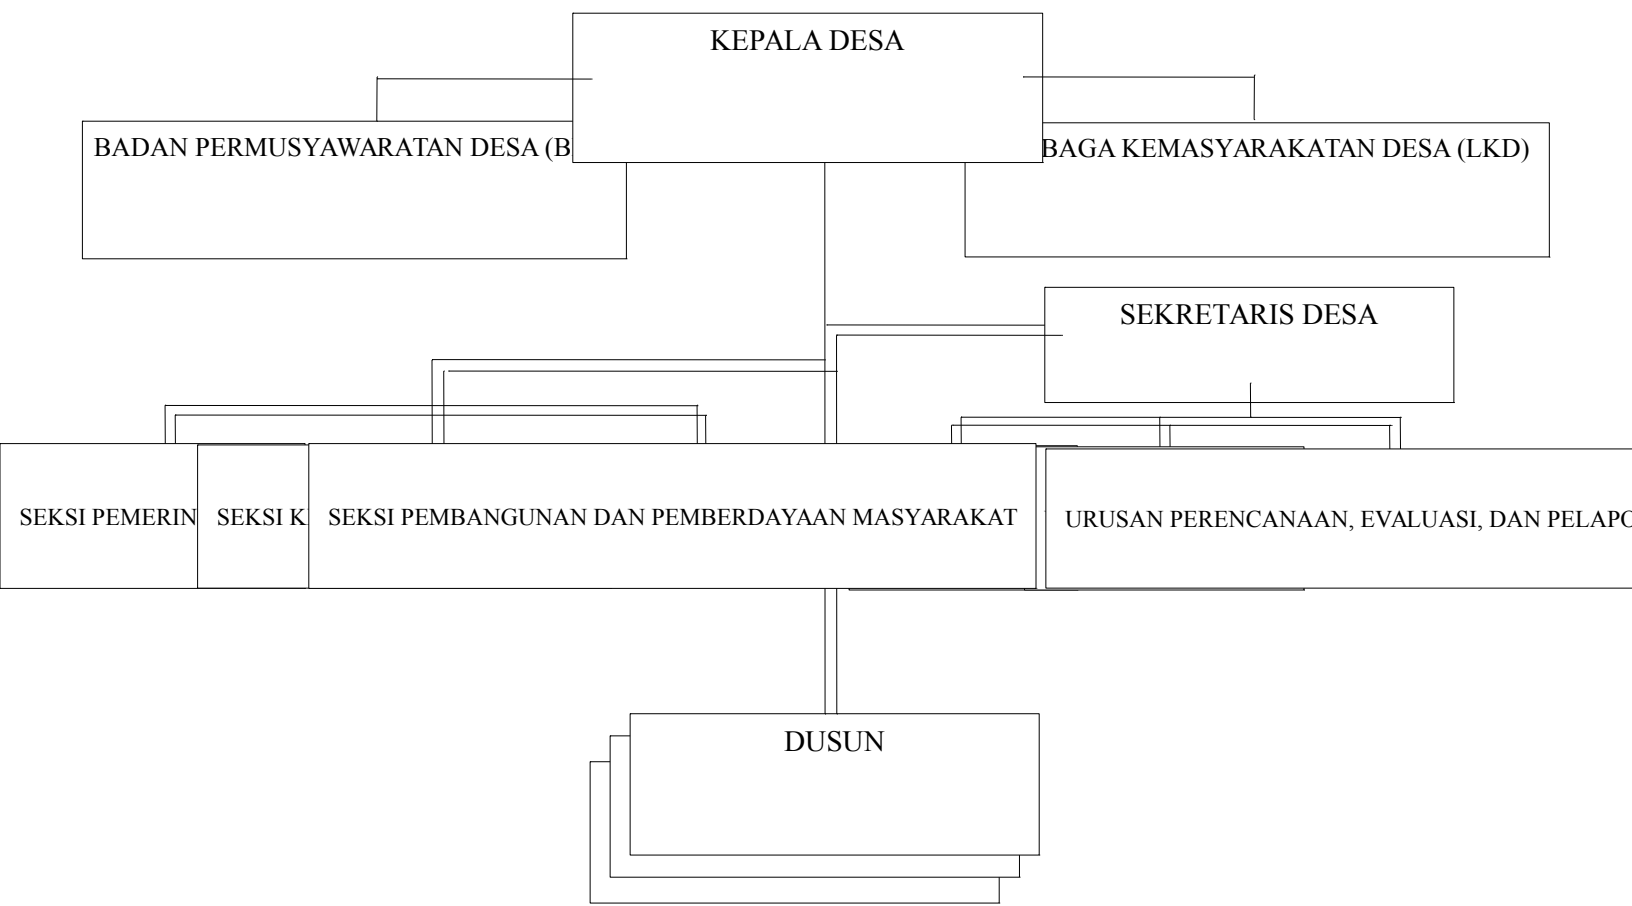 KEPALA DESA
BADAN PERMUSYAWARATAN DESA (B
BAGA KEMASYARAKATAN DESA (LKD)
SEKRETARIS DESA
SEKSI PEMERIN
SEKSI K
SEKSI PEMBANGUNAN DAN PEMBERDAYAAN MASYARAKAT
URUSAN PERENCANAAN, EVALUASI, DAN PELAPO
DUSUN